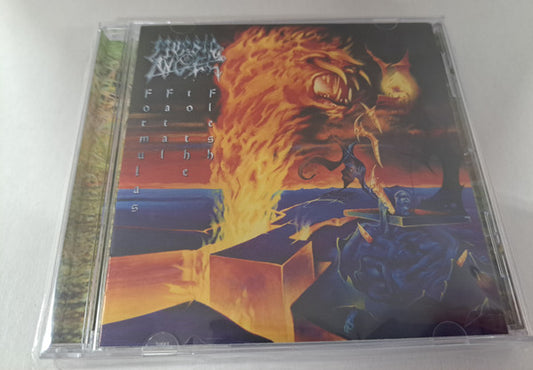 MORBID
ANGEL
Formulas
Fatal
to the
Flesh